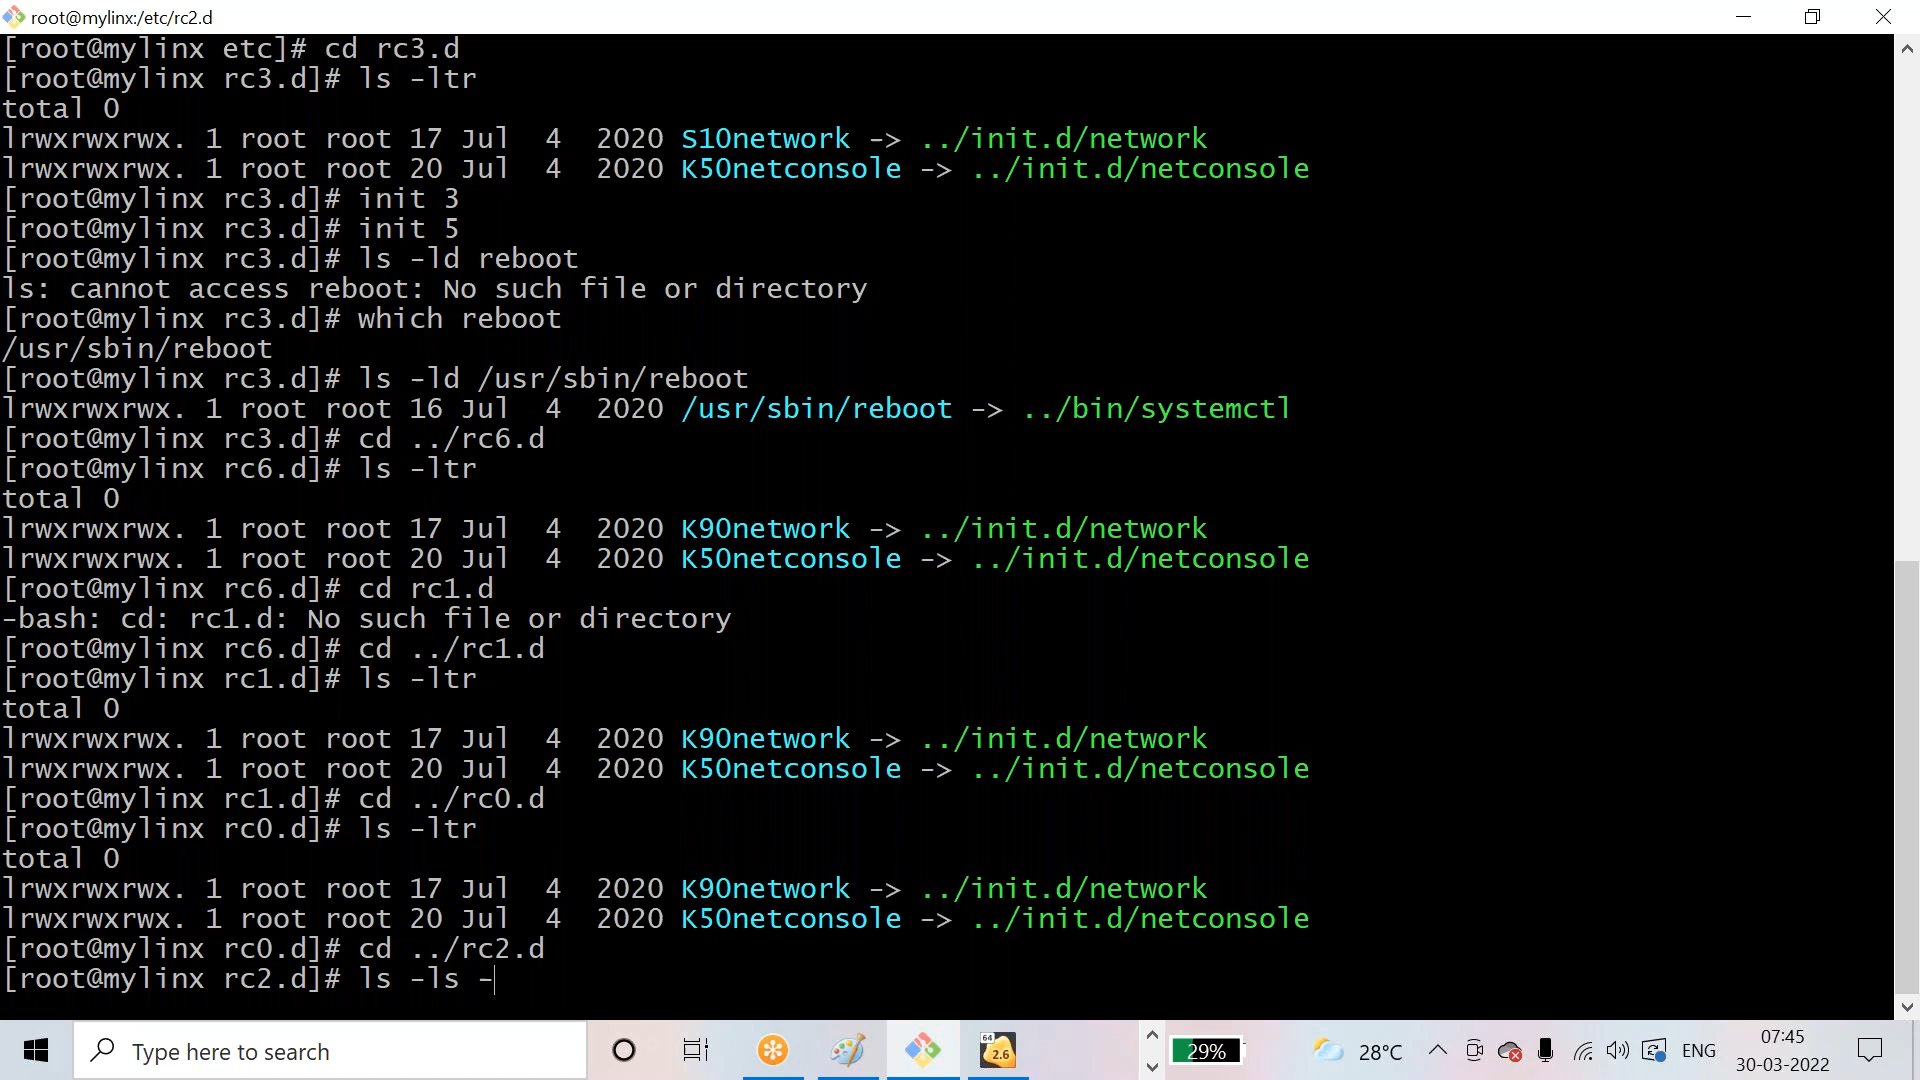 root@mylinx:/etc/rc2.d
[root@mylinx etc]# cd rc3.d
[root@mylinx rc3.d]# ls -ltr
total 0
lrwxrwxrwx. 1 root root 17 Jul  4  2020 S10network -> ../init.d/network
lrwxrwxrwx. 1 root root 20 Jul  4  2020 K50netconsole -> ../init.d/netconsole
[root@mylinx rc3.d]# init 3
[root@mylinx rc3.d]# init 5
[root@mylinx rc3.d]# ls -ld reboot
ls: cannot access reboot: No such file or directory
[root@mylinx rc3.d]# which reboot
/usr/sbin/reboot
[root@mylinx rc3.d]# ls -ld /usr/sbin/reboot
lrwxrwxrwx. 1 root root 16 Jul  4  2020 /usr/sbin/reboot -> ../bin/systemctl
[root@mylinx rc3.d]# cd ../rc6.d
[root@mylinx rc6.d]# ls -ltr
total 0
lrwxrwxrwx. 1 root root 17 Jul  4  2020 K90network -> ../init.d/network
lrwxrwxrwx. 1 root root 20 Jul  4  2020 K50netconsole -> ../init.d/netconsole
[root@mylinx rc6.d]# cd rc1.d
-bash: cd: rc1.d: No such file or directory
[root@mylinx rc6.d]# cd ../rc1.d
[root@mylinx rc1.d]# ls -ltr
total 0
lrwxrwxrwx. 1 root root 17 Jul  4  2020 K90network -> ../init.d/network
lrwxrwxrwx. 1 root root 20 Jul  4  2020 K50netconsole -> ../init.d/netconsole
[root@mylinx rc1.d]# cd ../rc0.d
[root@mylinx rc0.d]# ls -ltr
total 0
lrwxrwxrwx. 1 root root 17 Jul  4  2020 K90network -> ../init.d/network
lrwxrwxrwx. 1 root root 20 Jul  4  2020 K50netconsole -> ../init.d/netconsole
[root@mylinx rc0.d]# cd ../rc2.d
[root@mylinx rc2.d]# ls -ls -
Type here to search
64
2.6
29%
28°C
ENG
07:45
30-03-2022